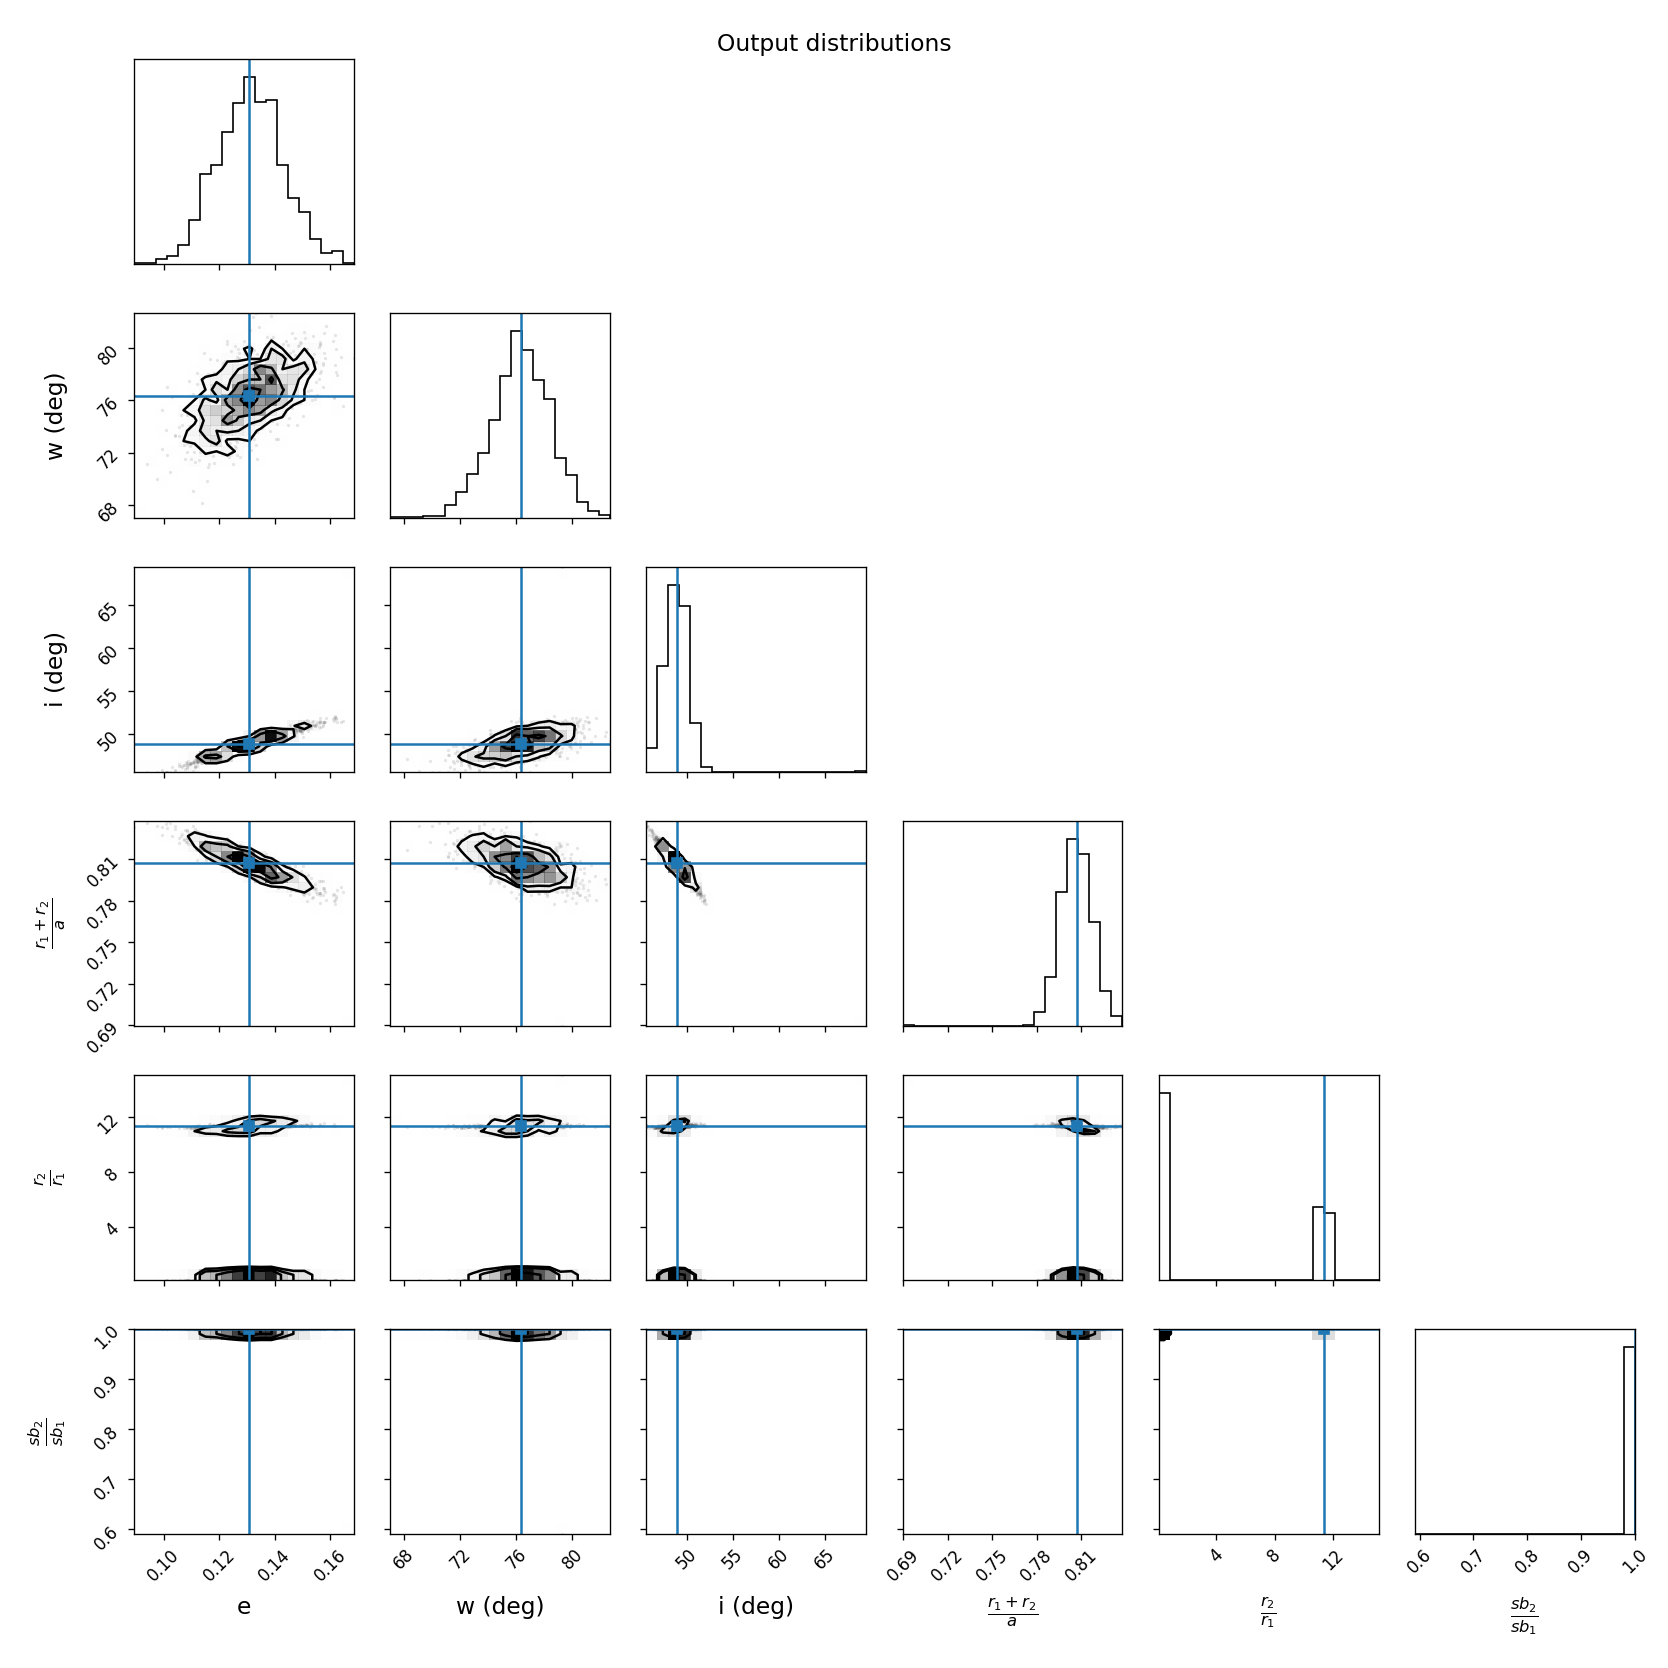 Output distributions
w (deg)
80
76
72
68
i (deg)
65
60
55
50
r₁ + r₂
a
0.81
0.78
0.75
0.72
0.69
r₂
r₁
12
8
4
sb₂
sb₁
1.0
0.9
0.8
0.7
0.6
0.10 0.12 0.14 0.16 68 72 76 80 50 55 60 65 0.69 0.72 0.75 0.78 0.81 4 8 12 0.6 0.7 0.8 0.9 1.0
e w (deg) i (deg) r₁ + r₂ r₂ sb₂
a r₁ sb₁